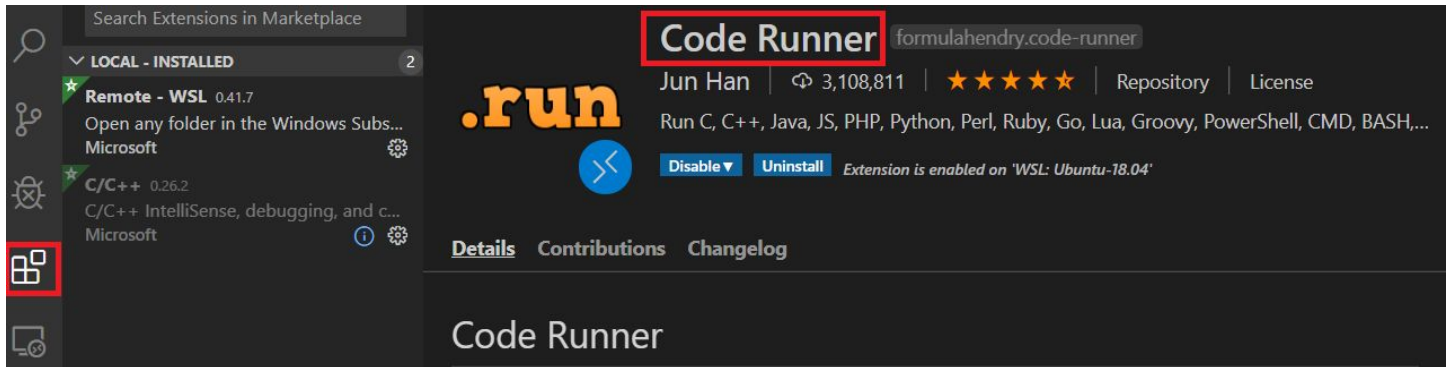 Search Extensions in Marketplace
LOCAL - INSTALLED 2
Remote - WSL 0.41.7
Open any folder in the Windows Subs...
Microsoft
C/C++ 0.26.2
C/C++ IntelliSense, debugging, and c...
Microsoft
.run
Code Runner formulahendry.code-runner
Jun Han | 3,108,811 | Repository | License
Run C, C++, Java, JS, PHP, Python, Perl, Ruby, Go, Lua, Groovy, PowerShell, CMD, BASH,...
Disable Uninstall Extension is enabled on 'WSL: Ubuntu-18.04'
Details Contributions Changelog
Code Runner